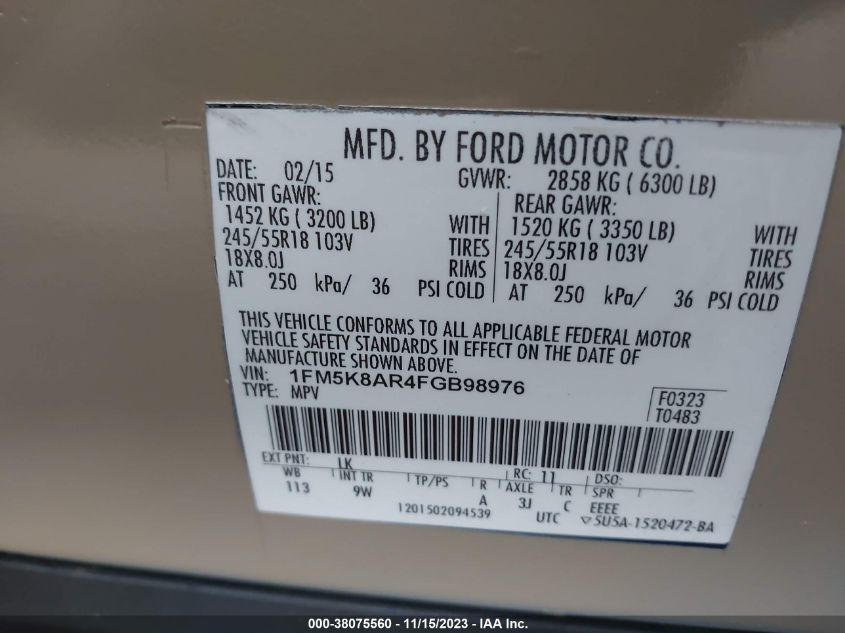 MFD. BY FORD MOTOR CO.
DATE: 02/15 GVWR: 2858 KG ( 6300 LB)
FRONT GAWR: REAR GAWR:
1452 KG ( 3200 LB) WITH 1520 KG ( 3350 LB) WITH
245/55R18 103V TIRES 245/55R18 103V TIRES
18X8.0J RIMS 18X8.0J RIMS
AT 250 kPa/ 36 PSI COLD AT 250 kPa/ 36 PSI COLD
THIS VEHICLE CONFORMS TO ALL APPLICABLE FEDERAL MOTOR
VEHICLE SAFETY STANDARDS IN EFFECT ON THE DATE OF
MANUFACTURE SHOWN ABOVE.
VIN: 1FM5K8AR4FGB98976
TYPE: MPV
F0323
T0483
EXT PNT: LK RC: 11 DSO:
WB INT TR TP/PS R AXLE TR SPR
113 9W A 3J C EEEE
1201502094539 UTC ▽5U5A-1520472-BA
000-38075560 - 11/15/2023 - © IAA, Inc.